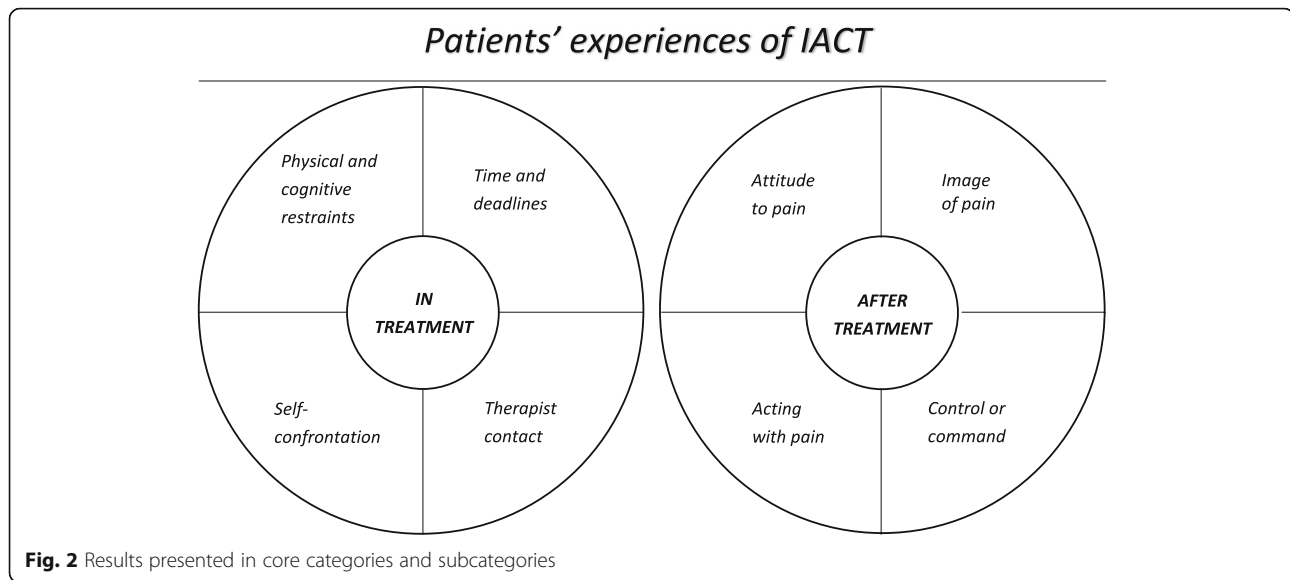 Patients' experiences of IACT
Physical and
cognitive
restraints
Time and
deadlines
IN
TREATMENT
Self-
confrontation
Therapist
contact
Attitude
to pain
Image
of pain
AFTER
TREATMENT
Acting
with pain
Control or
command
Fig. 2 Results presented in core categories and subcategories